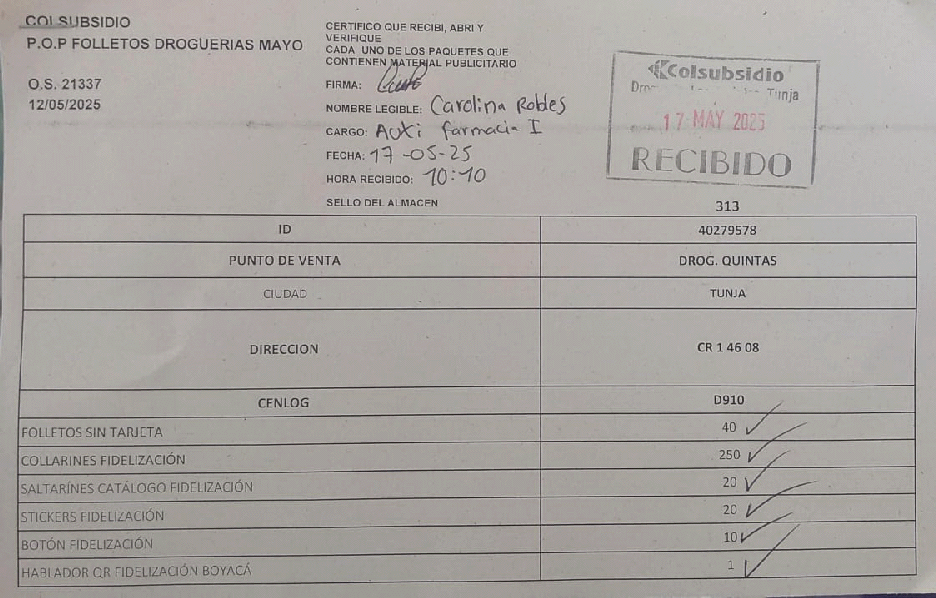 COLSUBSIDIO
P.O.P FOLLETOS DROGUERIAS MAYO
O.S. 21337
12/05/2025
CERTIFICO QUE RECIBI, ABRI Y
VERIFIQUE
CADA UNO DE LOS PAQUETES QUE
CONTIENEN MATERIAL PUBLICITARIO
FIRMA:
NOMBRE LEGIBLE: Carolina Robles
CARGO: Auxi farmacia I
FECHA: 17-05-25
HORA RECIBIDO: 10:10
SELLO DEL ALMACEN
Colsubsidio
Tunja
17 MAY 2025
RECIBIDO
313
ID 40279578
PUNTO DE VENTA DROG. QUINTAS
CIUDAD TUNJA
DIRECCION CR 1 46 08
CENLOG D910
FOLLETOS SIN TARJETA 40
COLLARINES FIDELIZACIÓN 250
SALTARÍNES CATÁLOGO FIDELIZACIÓN 20
STICKERS FIDELIZACIÓN 20
BOTÓN FIDELIZACIÓN 10
HABLADOR QR FIDELIZACIÓN BOYACÁ 1